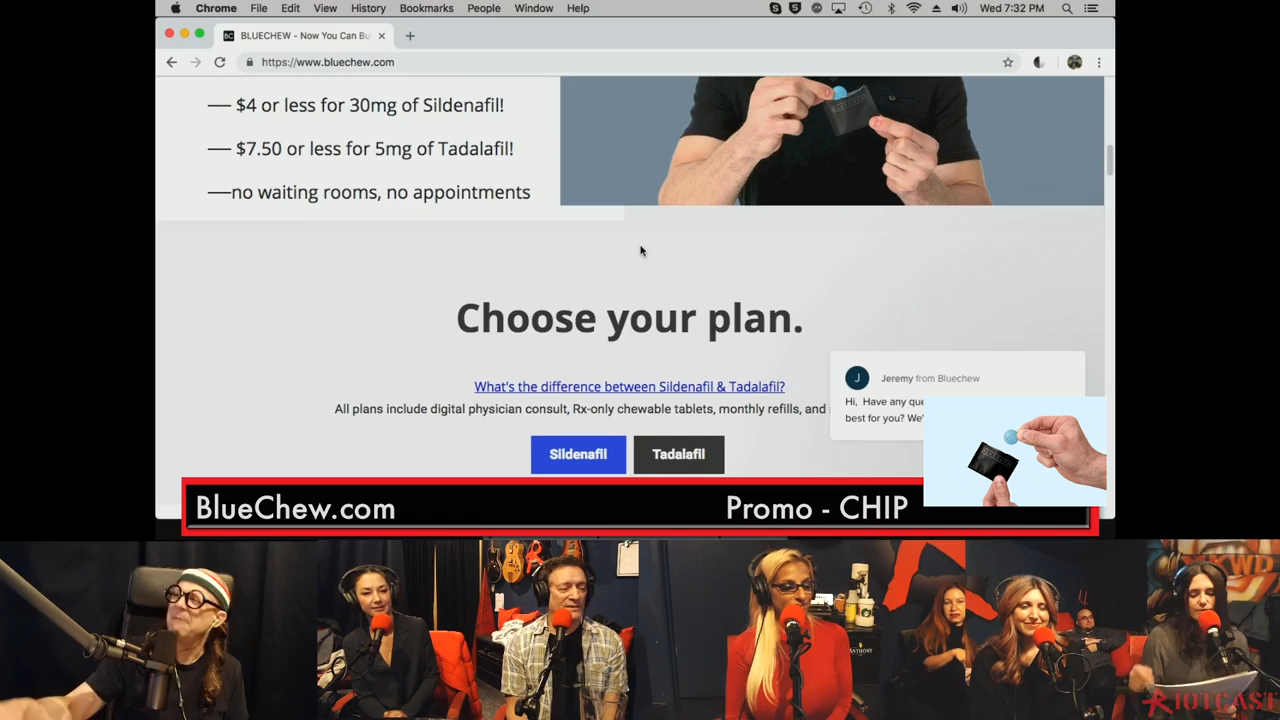 Chrome File Edit View History Bookmarks People Window Help Wed 7:32 PM
BLUECHEW - Now You Can Bu
https://www.bluechew.com
$4 or less for 30mg of Sildenafil!
$7.50 or less for 5mg of Tadalafil!
no waiting rooms, no appointments
Choose your plan.
What's the difference between Sildenafil & Tadalafil?
All plans include digital physician consult, Rx-only chewable tablets, monthly refills, and
Sildenafil Tadalafil
J
Jeremy from Bluechew
Hi, Have any que
best for you? We'
BlueChew.com Promo - CHIP
KWD
ANTHONY
RIOTCAST